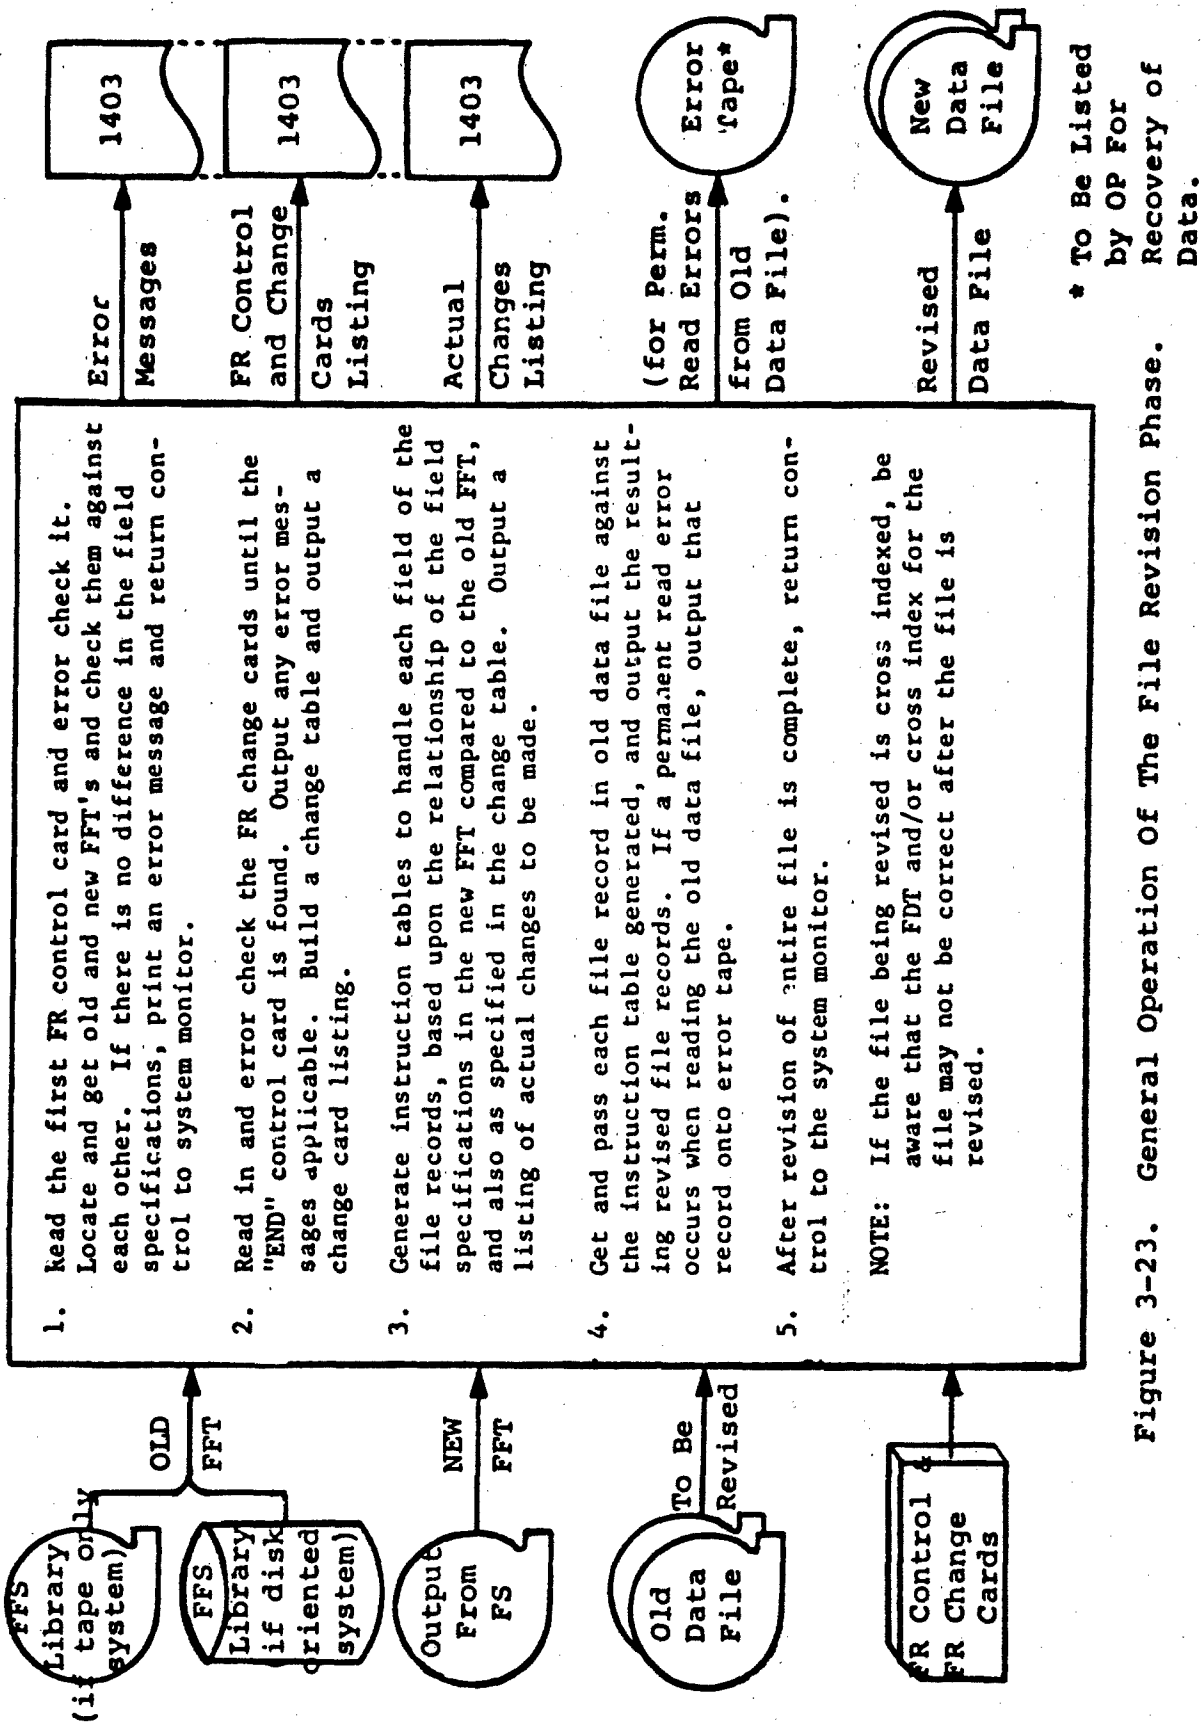 FFS
Library
(if tape only
system)
FFS
Library
if disk
oriented
system)
OLD
FFT
Output
From
FS
NEW
FFT
Old
Data
File
To Be
Revised
FR Control &
FR Change
Cards
1. Read the first FR control card and error check it.
Locate and get old and new FFT's and check them against
each other. If there is no difference in the field
specifications, print an error message and return con-
trol to system monitor.
2. Read in and error check the FR change cards until the
"END" control card is found. Output any error mes-
sages applicable. Build a change table and output a
change card listing.
3. Generate instruction tables to handle each field of the
file records, based upon the relationship of the field
specifications in the new FFT compared to the old FFT,
and also as specified in the change table. Output a
listing of actual changes to be made.
4. Get and pass each file record in old data file against
the instruction table generated, and output the result-
ing revised file records. If a permanent read error
occurs when reading the old data file, output that
record onto error tape.
5. After revision of entire file is complete, return con-
trol to the system monitor.
NOTE: If the file being revised is cross indexed, be
aware that the FDT and/or cross index for the
file may not be correct after the file is
revised.
Error
Messages
1403
FR Control
and Change
Cards
Listing
1403
Actual
Changes
Listing
1403
(for Perm.
Read Errors
from Old
Data File).
Error
Tape*
Revised
Data File
New
Data
File
* To Be Listed
by OP For
Recovery of
Data.
Figure 3-23. General Operation Of The File Revision Phase.